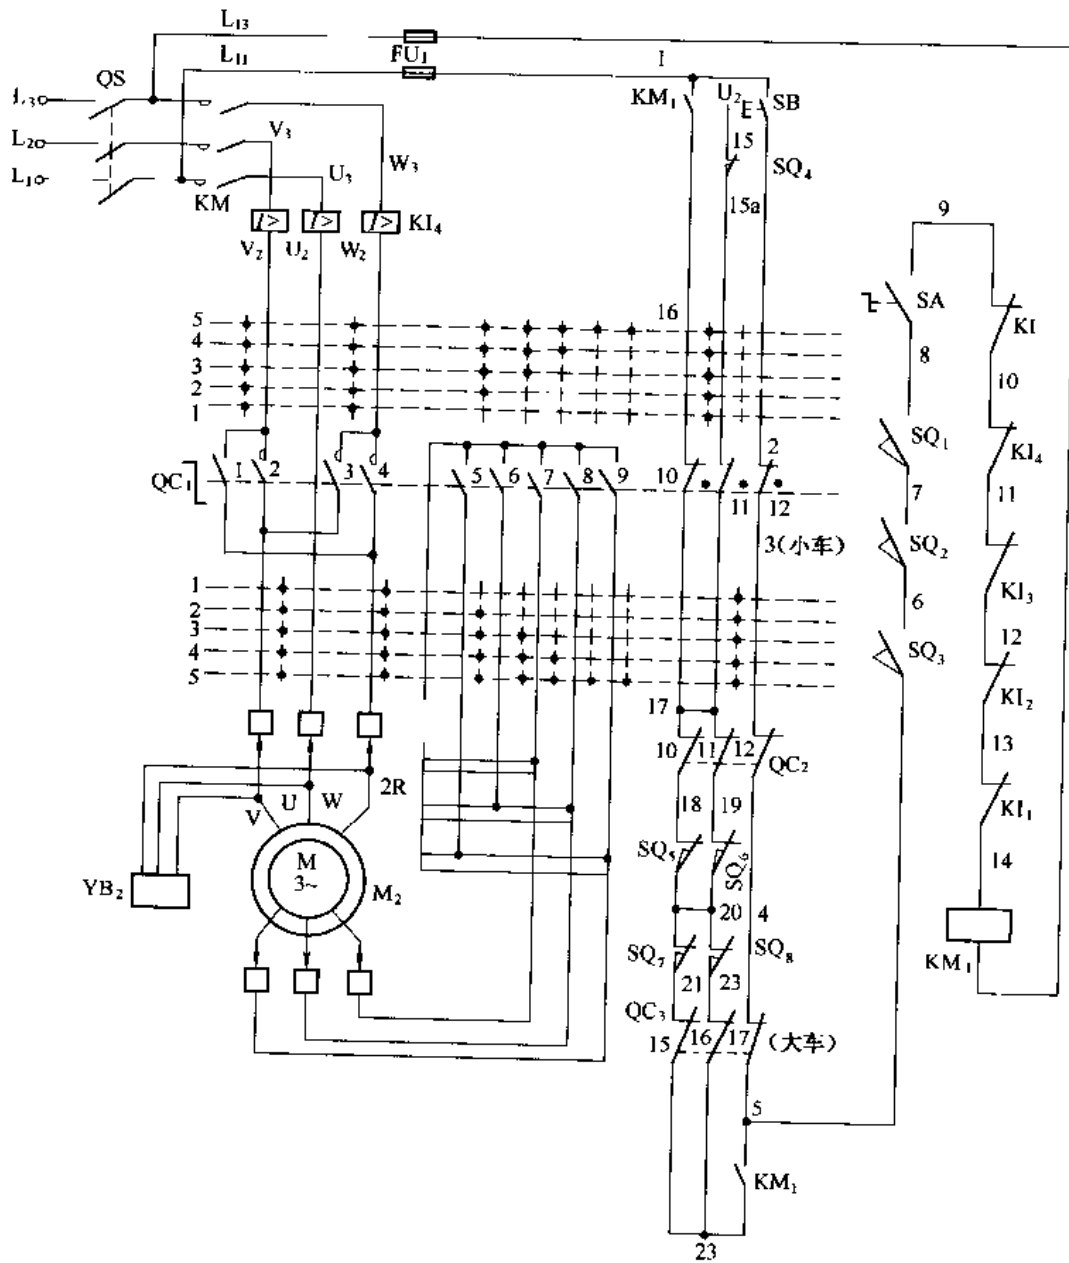 L₁₃
L₁₁
FU₁
1
QS
L₃
L₂
L₁
KM₁
U₂
SB
V₃
15
W₃
SQ₄
U₃
KM
15a
I>
I>
I>
KI₄
V₂
U₂
W₂
9
SA
KI
8
10
16
5
4
3
2
1
SQ₁
KI₄
7
11
QC₁
1
2
3
4
5
6
7
8
9
10
11
2
12
3(小车)
SQ₂
KI₃
6
12
1
2
3
4
5
SQ₃
KI₂
13
17
10
11
12
QC₂
KI₁
14
18
19
2R
U
W
V
SQ₅
SQ₆
M
3~
M₂
YB₂
20
4
KM₁
SQ₇
SQ₈
21
23
QC₃
15
16
17
(大车)
5
KM₁
23